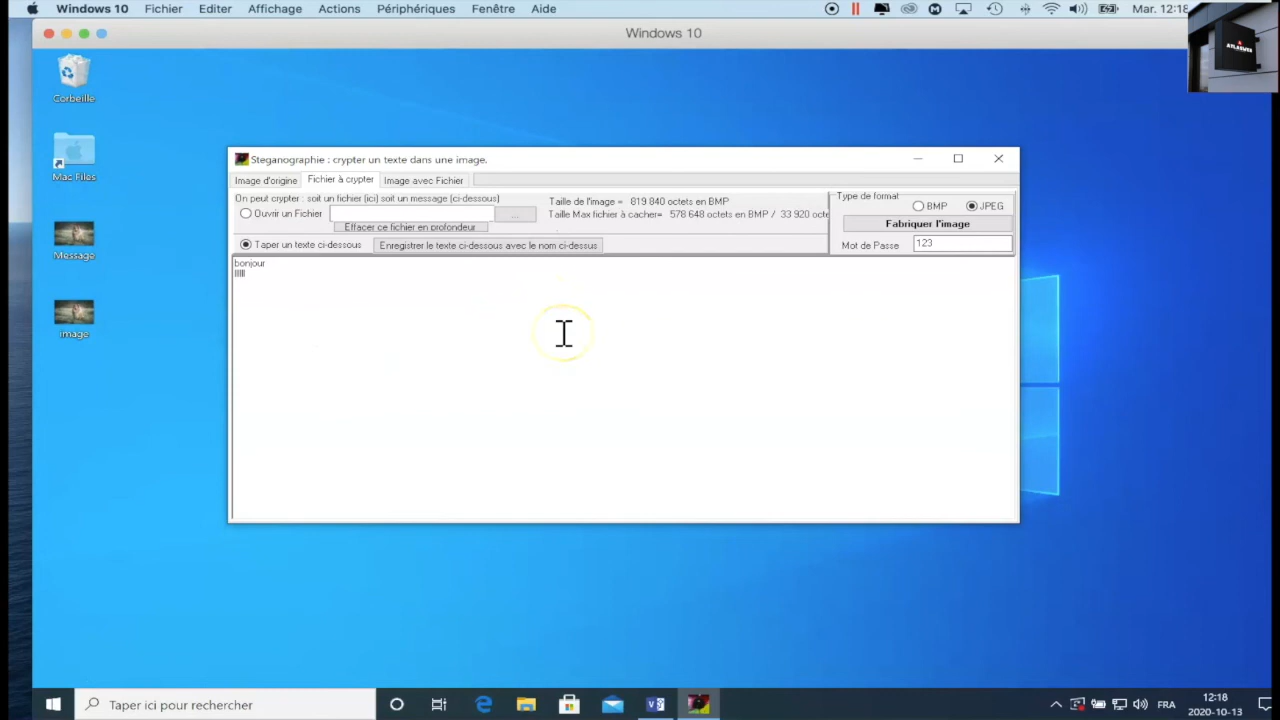 Windows 10 Fichier Editer Affichage Actions Périphériques Fenêtre Aide Mar. 12:18
Windows 10
ATLASWEB
Corbeille
Mac Files
Message
image
Steganographie : crypter un texte dans une image.
Image d'origine Fichier à crypter Image avec Fichier
On peut crypter : soit un fichier (ici) soit un message (ci-dessous)
Ouvrir un Fichier ...
Effacer ce fichier en profondeur
Taille de l'image = 819 840 octets en BMP
Taille Max fichier à cacher= 578 648 octets en BMP / 33 920 octe
Type de format
BMP JPEG
Fabriquer l'image
Mot de Passe 123
Taper un texte ci-dessous Enregistrer le texte ci-dessous avec le nom ci-dessus
bonjour
Taper ici pour rechercher
FRA
12:18
2020-10-13